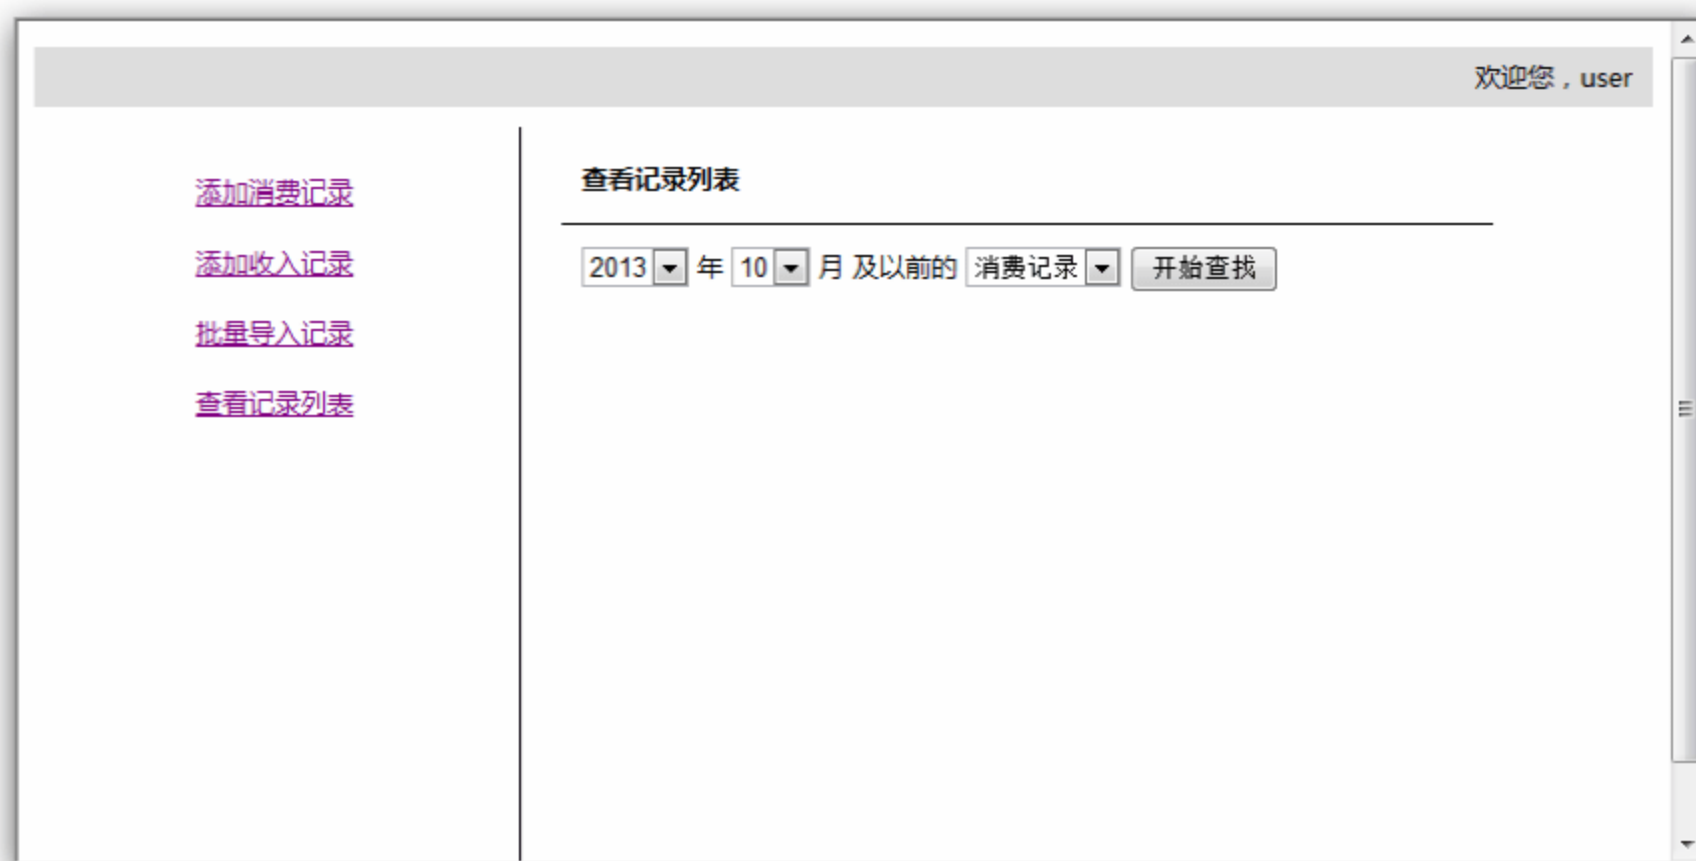 欢迎您，user
添加消费记录
添加收入记录
批量导入记录
查看记录列表
查看记录列表
2013 年 10 月 及以前的 消费记录 开始查找